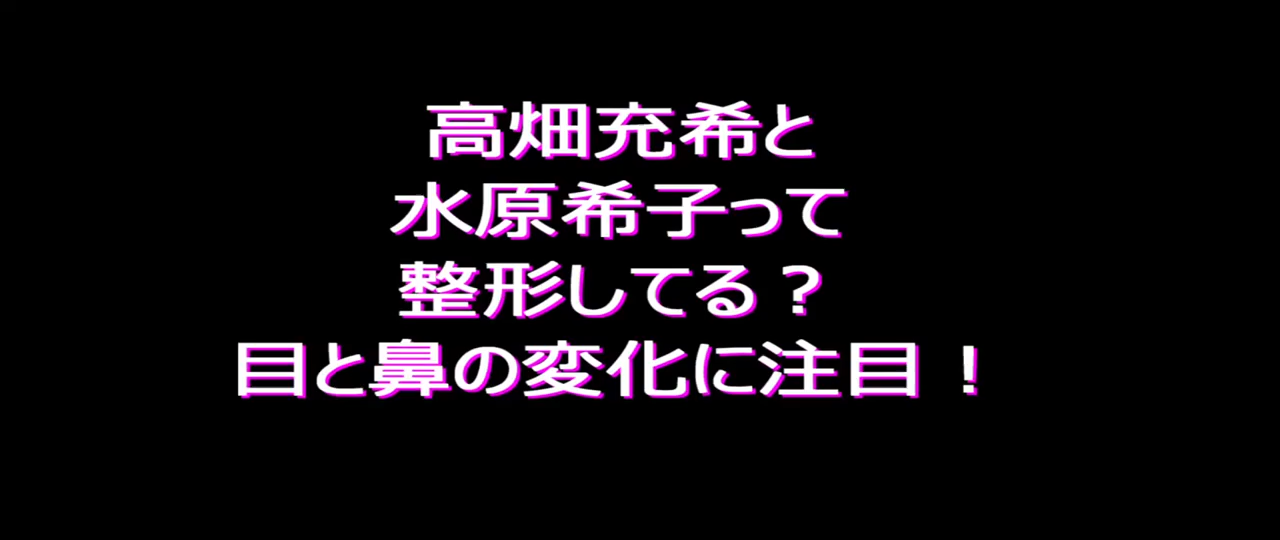 高畑充希と
水原希子って
整形してる？
目と鼻の変化に注目！